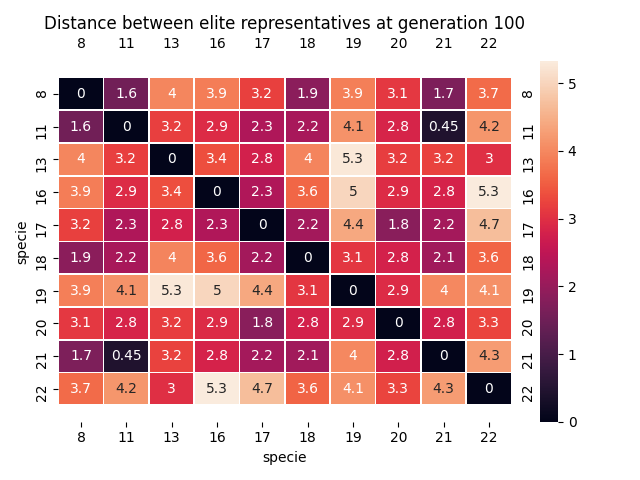 Distance between elite representatives at generation 100
8 11 13 16 17 18 19 20 21 22
8 0 1.6 4 3.9 3.2 1.9 3.9 3.1 1.7 3.7 8
11 1.6 0 3.2 2.9 2.3 2.2 4.1 2.8 0.45 4.2 11
13 4 3.2 0 3.4 2.8 4 5.3 3.2 3.2 3 13
16 3.9 2.9 3.4 0 2.3 3.6 5 2.9 2.8 5.3 16
17 3.2 2.3 2.8 2.3 0 2.2 4.4 1.8 2.2 4.7 17
18 1.9 2.2 4 3.6 2.2 0 3.1 2.8 2.1 3.6 18
19 3.9 4.1 5.3 5 4.4 3.1 0 2.9 4 4.1 19
20 3.1 2.8 3.2 2.9 1.8 2.8 2.9 0 2.8 3.3 20
21 1.7 0.45 3.2 2.8 2.2 2.1 4 2.8 0 4.3 21
22 3.7 4.2 3 5.3 4.7 3.6 4.1 3.3 4.3 0 22
8 11 13 16 17 18 19 20 21 22
specie
specie
5
4
3
2
1
0